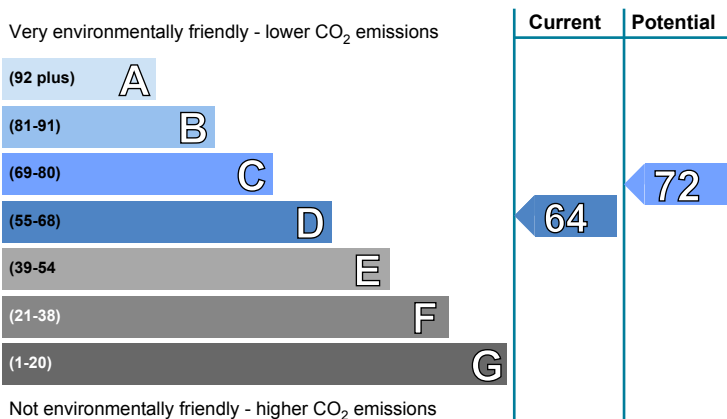 Very environmentally friendly - lower CO₂ emissions
Current Potential
(92 plus) A
(81-91) B
(69-80) C
72
(55-68) D
64
(39-54 E
(21-38) F
(1-20) G
Not environmentally friendly - higher CO₂ emissions